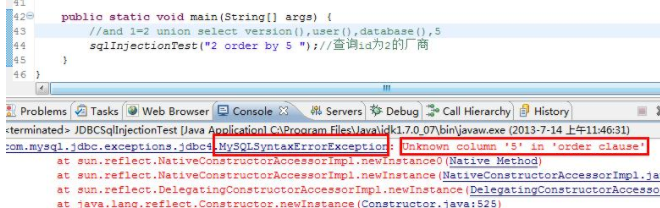 41
42 public static void main(String[] args) {
43 //and 1=2 union select version(),user(),database(),5
44 sqlInjectionTest("2 order by 5 ");//查询id为2的厂商
45 }
46 }
Problems Tasks Web Browser Console Servers Debug Call Hierarchy History
<terminated> JDBCSqlInjectionTest [Java Application] C:\Program Files\Java\jdk1.7.0_07\bin\javaw.exe (2013-7-14 上午11:46:31)
com.mysql.jdbc.exceptions.jdbc4.MySQLSyntaxErrorException: Unknown column '5' in 'order clause'
at sun.reflect.NativeConstructorAccessorImpl.newInstance0(Native Method)
at sun.reflect.NativeConstructorAccessorImpl.newInstance(NativeConstructorAccessorImpl.ja
at sun.reflect.DelegatingConstructorAccessorImpl.newInstance(DelegatingConstructorAccesso
at java.lang.reflect.Constructor.newInstance(Constructor.java:525)